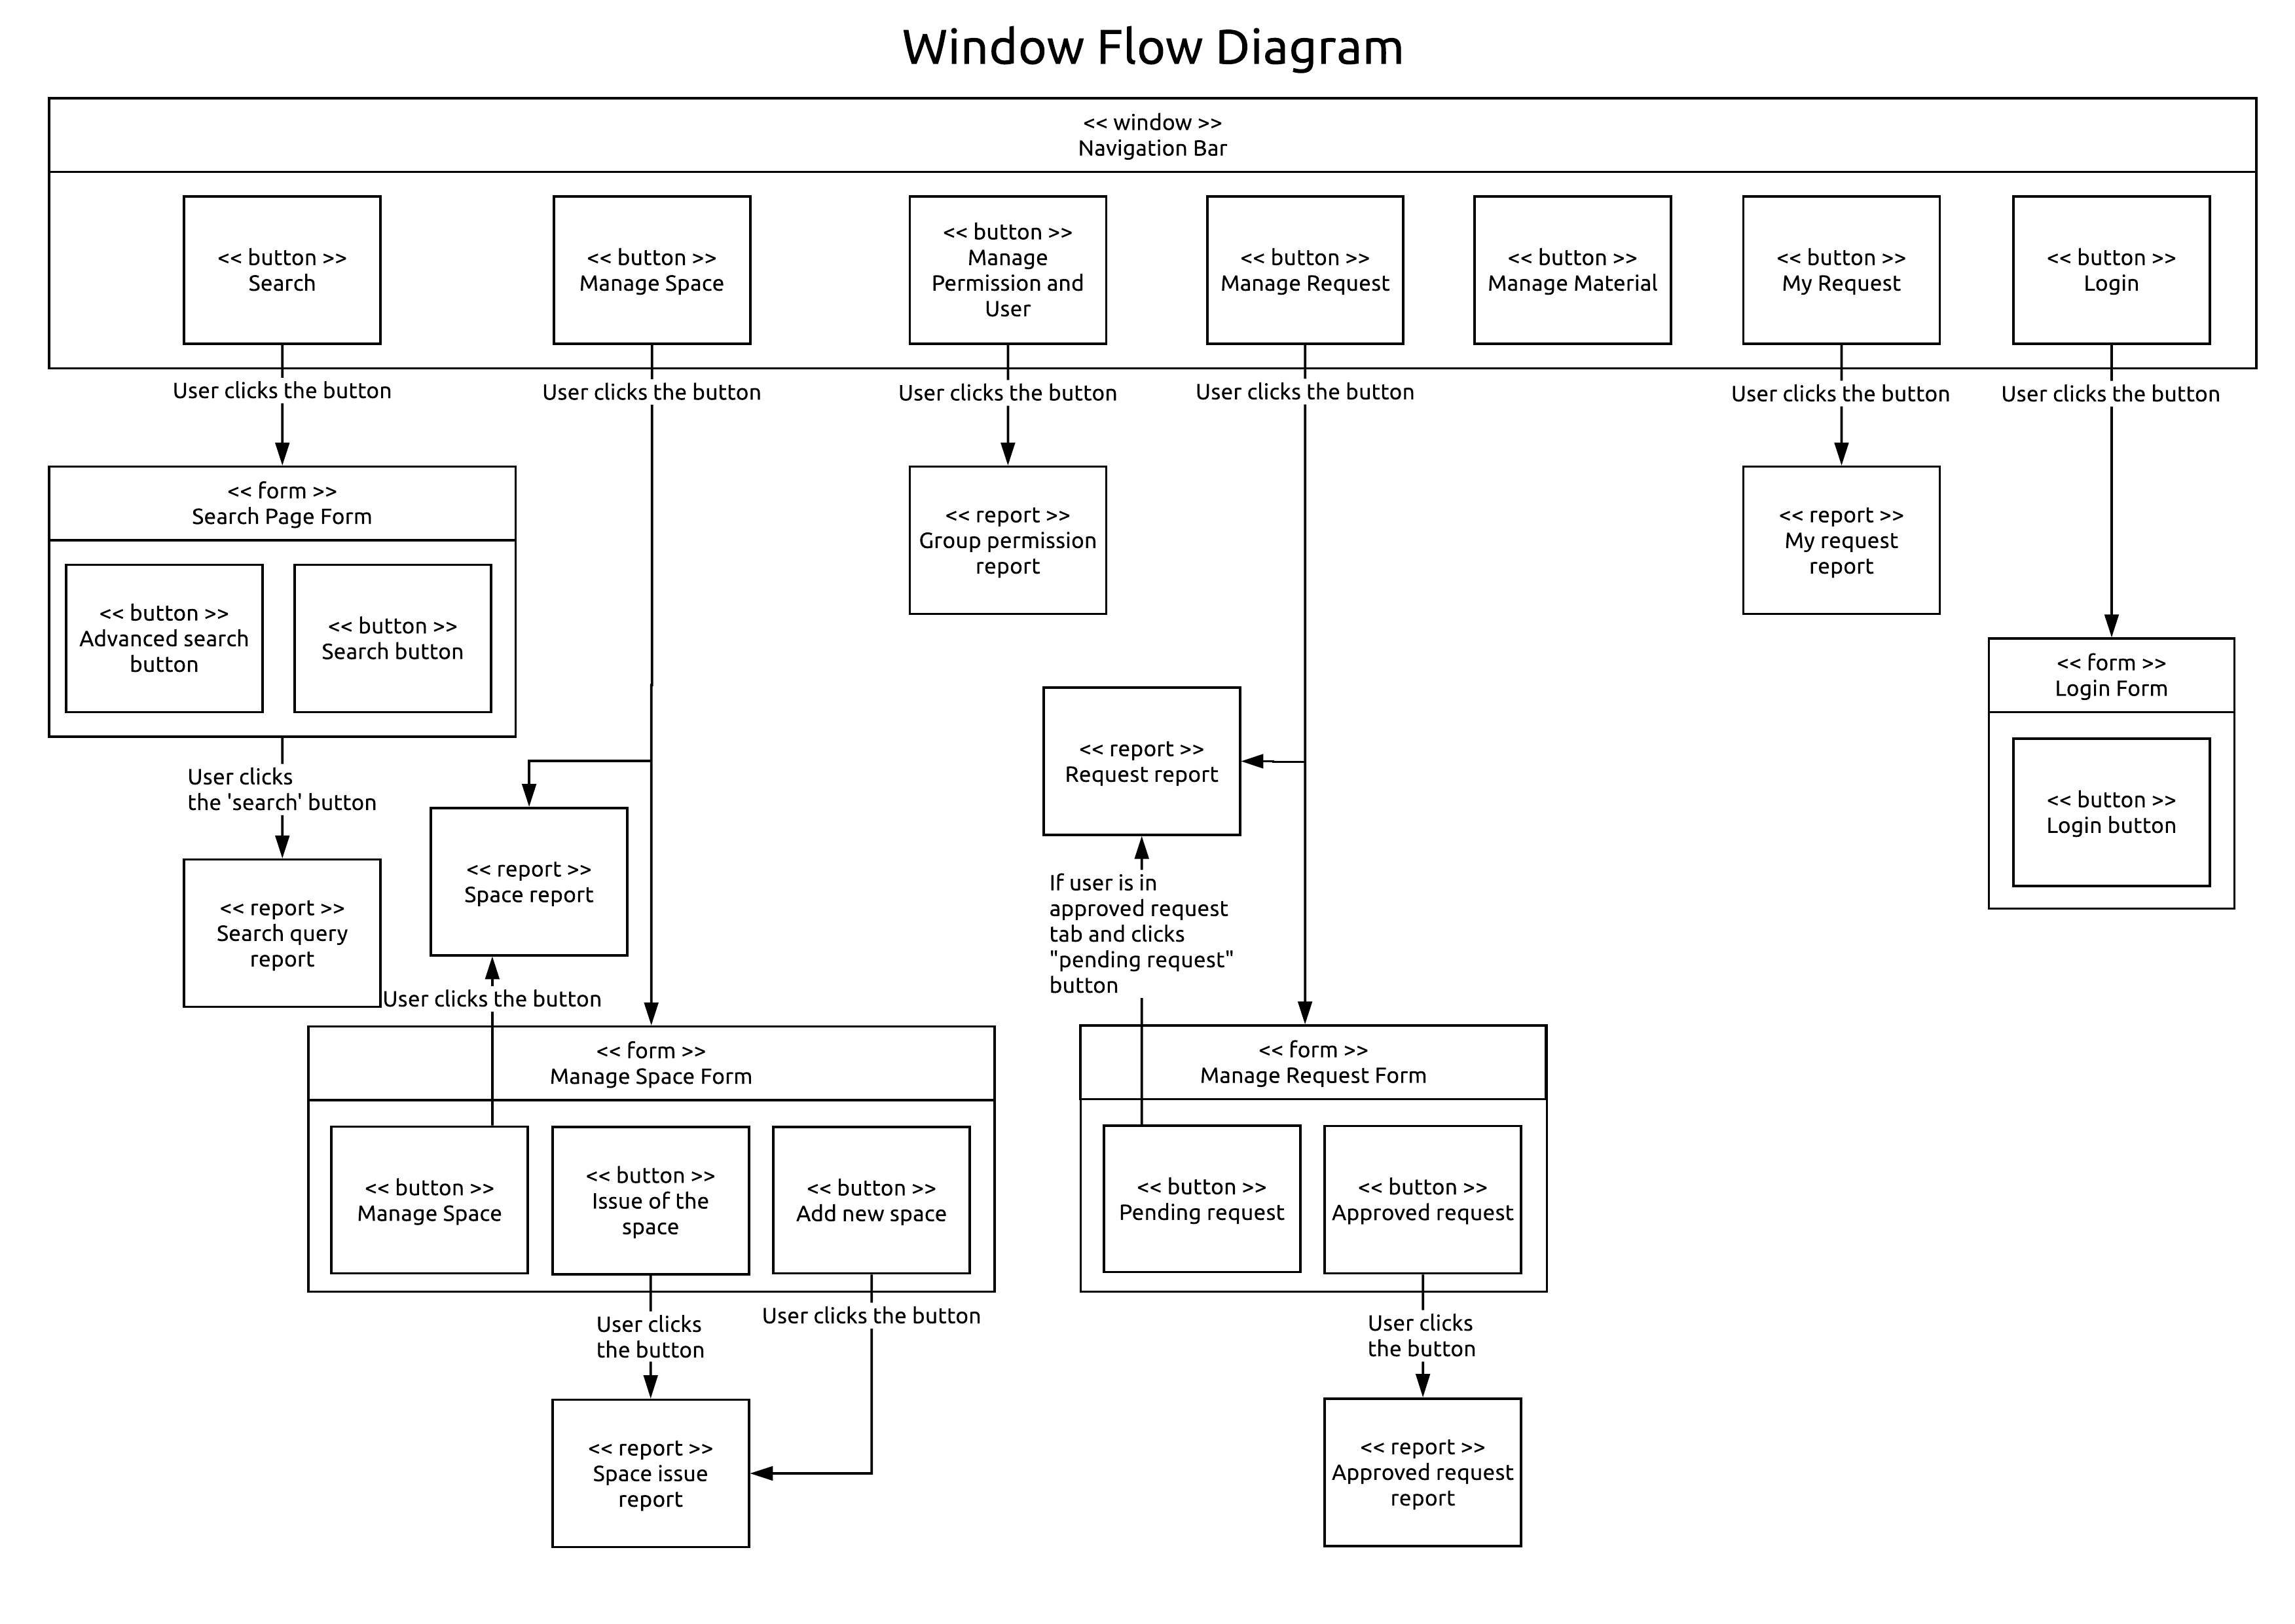 Window Flow Diagram
<< window >>
Navigation Bar
<< button >>
Search
<< button >>
Manage Space
<< button >>
Manage
Permission and
User
<< button >>
Manage Request
<< button >>
Manage Material
<< button >>
My Request
<< button >>
Login
User clicks the button
User clicks the button
User clicks the button
User clicks the button
User clicks the button
User clicks the button
<< form >>
Search Page Form
<< button >>
Advanced search
button
<< button >>
Search button
<< report >>
Group permission
report
<< report >>
My request
report
<< form >>
Login Form
<< button >>
Login button
User clicks
the 'search' button
<< report >>
Search query
report
<< report >>
Space report
User clicks the button
<< report >>
Request report
If user is in
approved request
tab and clicks
"pending request"
button
<< form >>
Manage Space Form
<< button >>
Manage Space
<< button >>
Issue of the
space
<< button >>
Add new space
<< form >>
Manage Request Form
<< button >>
Pending request
<< button >>
Approved request
User clicks
the button
User clicks the button
User clicks
the button
<< report >>
Space issue
report
<< report >>
Approved request
report